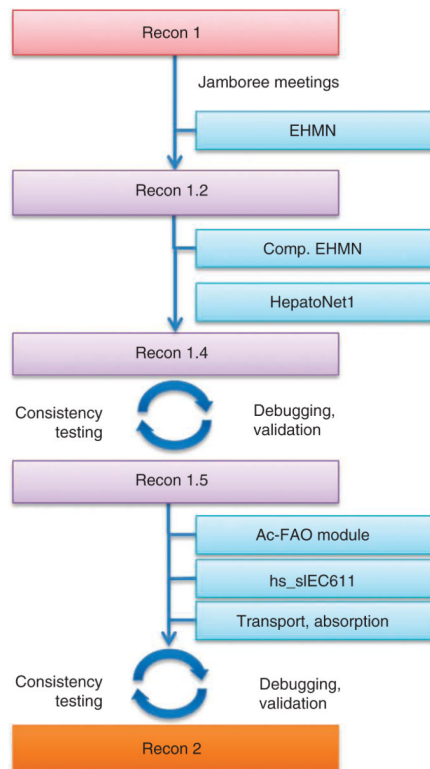 Recon 1
Jamboree meetings
EHMN
Recon 1.2
Comp. EHMN
HepatoNet1
Recon 1.4
Consistency
testing
Debugging,
validation
Recon 1.5
Ac-FAO module
hs_sIEC611
Transport, absorption
Consistency
testing
Debugging,
validation
Recon 2